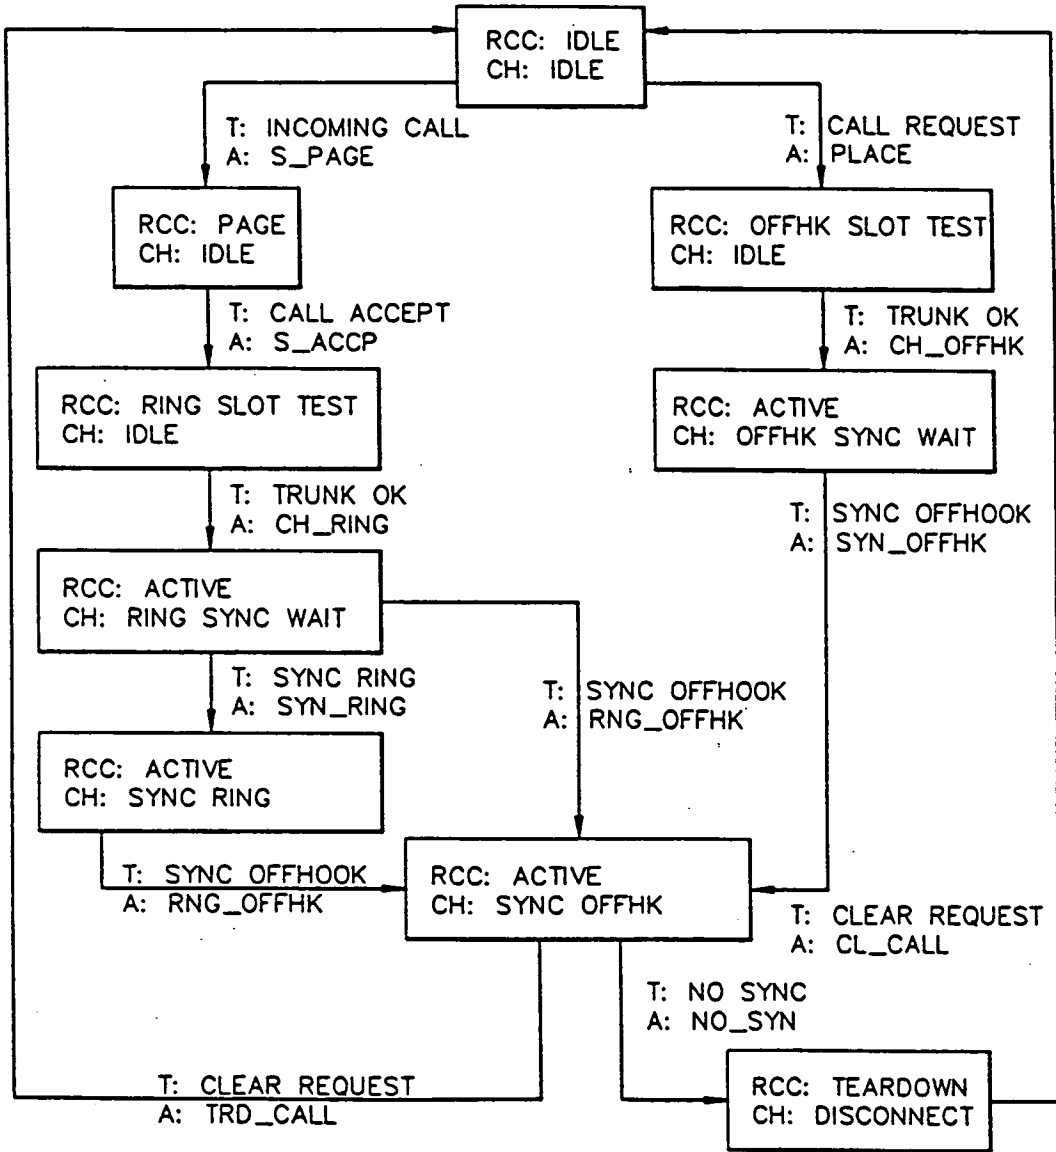 RCC: IDLE
CH: IDLE
T: INCOMING CALL
A: S_PAGE
T: CALL REQUEST
A: PLACE
RCC: PAGE
CH: IDLE
RCC: OFFHK SLOT TEST
CH: IDLE
T: CALL ACCEPT
A: S_ACCP
T: TRUNK OK
A: CH_OFFHK
RCC: RING SLOT TEST
CH: IDLE
RCC: ACTIVE
CH: OFFHK SYNC WAIT
T: TRUNK OK
A: CH_RING
T: SYNC OFFHOOK
A: SYN_OFFHK
RCC: ACTIVE
CH: RING SYNC WAIT
T: SYNC RING
A: SYN_RING
T: SYNC OFFHOOK
A: RNG_OFFHK
RCC: ACTIVE
CH: SYNC RING
T: SYNC OFFHOOK
A: RNG_OFFHK
RCC: ACTIVE
CH: SYNC OFFHK
T: CLEAR REQUEST
A: CL_CALL
T: NO SYNC
A: NO_SYN
T: CLEAR REQUEST
A: TRD_CALL
RCC: TEARDOWN
CH: DISCONNECT